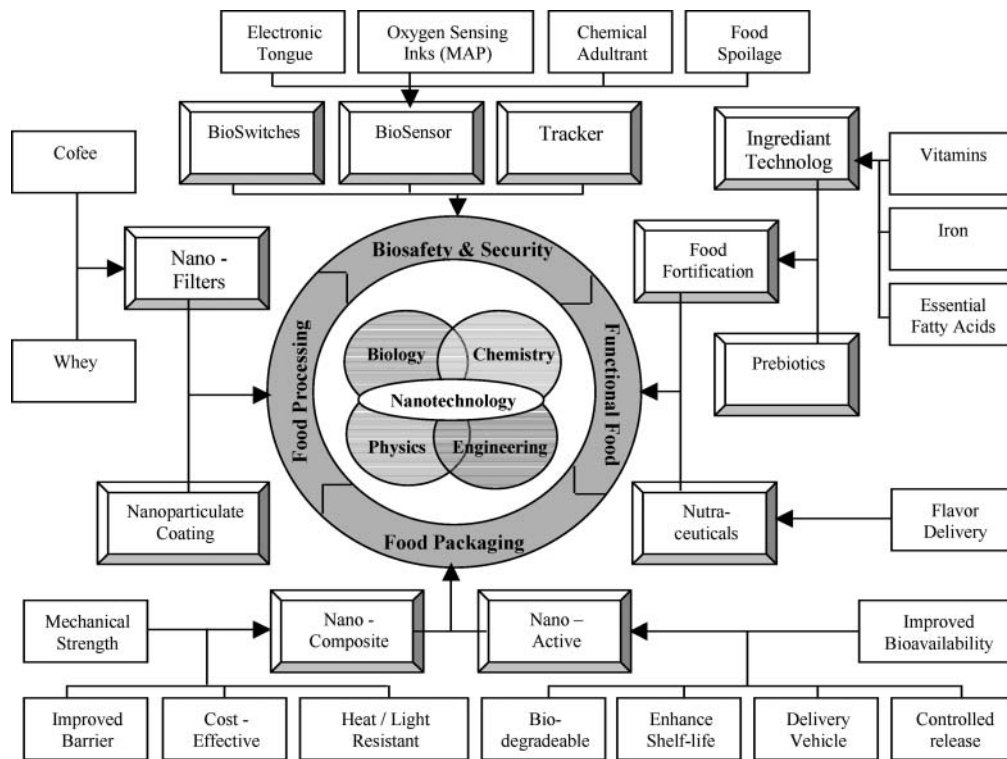 Electronic
Tongue
Oxygen Sensing
Inks (MAP)
Chemical
Adultrant
Food
Spoilage
BioSwitches
BioSensor
Tracker
Ingrediant
Technolog
Cofee
Vitamins
Nano -
Filters
Biosafety & Security
Food
Fortification
Iron
Whey
Food Processing
Biology
Chemistry
Nanotechnology
Physics
Engineering
Functional Food
Prebiotics
Essential
Fatty Acids
Nanoparticulate
Coating
Food Packaging
Nutra-
ceuticals
Flavor
Delivery
Mechanical
Strength
Nano -
Composite
Nano –
Active
Improved
Bioavailability
Improved
Barrier
Cost -
Effective
Heat / Light
Resistant
Bio-
degradeable
Enhance
Shelf-life
Delivery
Vehicle
Controlled
release